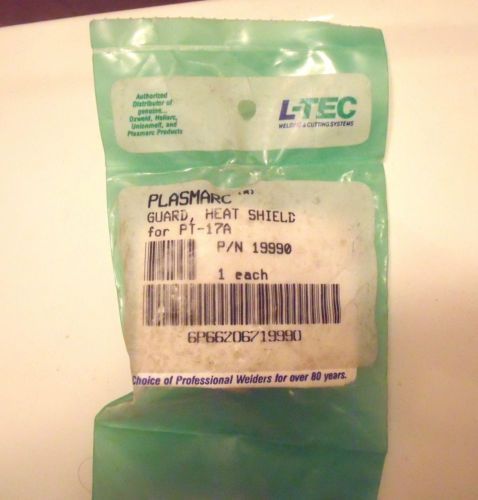 Authorized
Distributor of
genuine...
Oxweld, Heliarc,
Unionmelt, and
Plasmarc Products
L-TEC
WELDING & CUTTING SYSTEMS
PLASMARC (R)
GUARD, HEAT SHIELD
for PT-17A
P/N 19990
1 each
6P66206719990
Choice of Professional Welders for over 80 years.